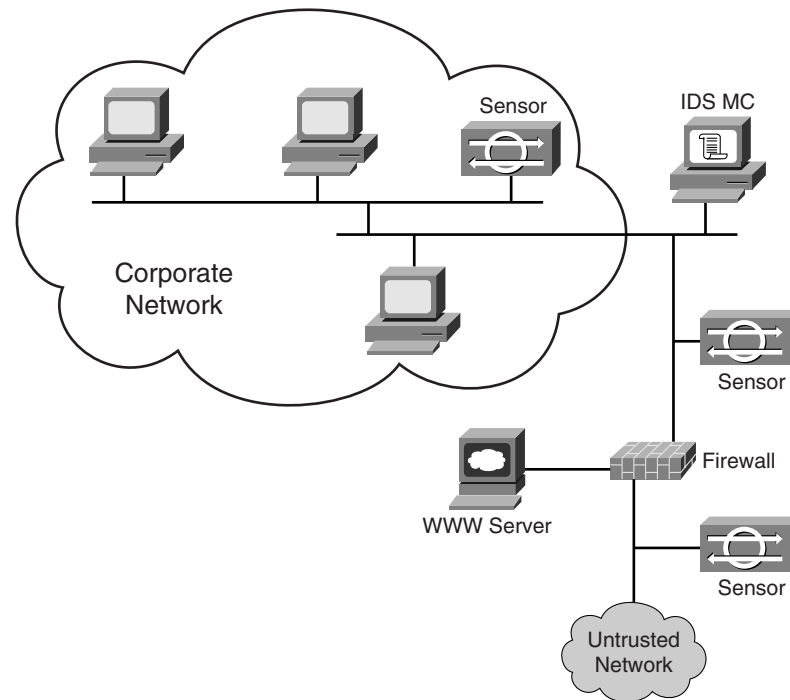 Sensor
IDS MC
Corporate
Network
Sensor
Firewall
WWW Server
Sensor
Untrusted
Network